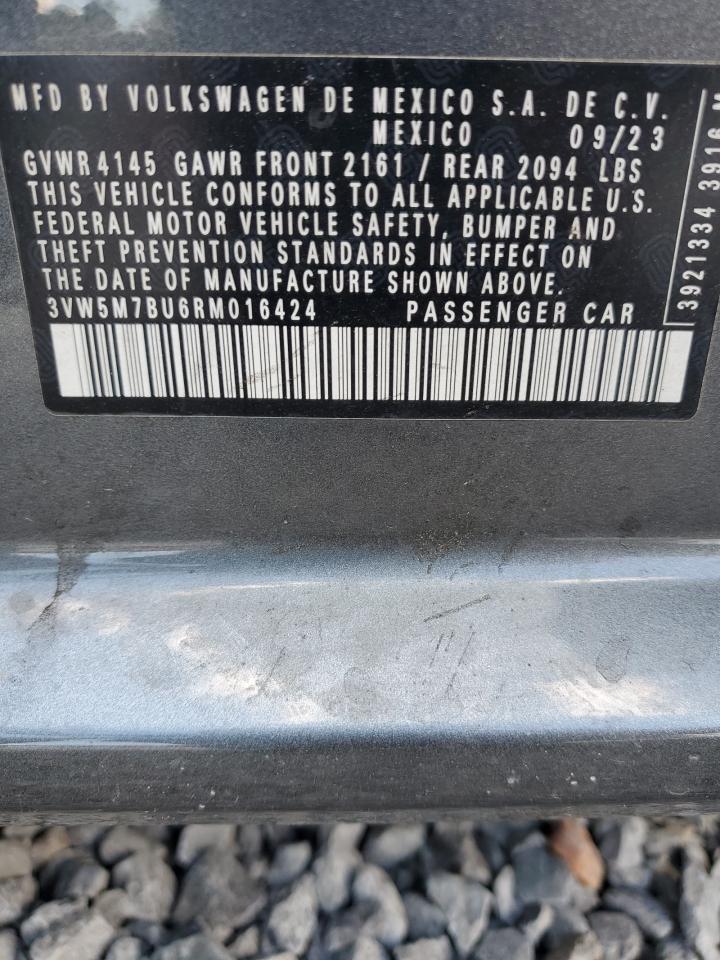 MFD BY VOLKSWAGEN DE MEXICO S.A. DE C.V.
MEXICO 09/23
GVWR 4145 GAWR FRONT 2161 / REAR 2094 LBS
THIS VEHICLE CONFORMS TO ALL APPLICABLE U.S.
FEDERAL MOTOR VEHICLE SAFETY, BUMPER AND
THEFT PREVENTION STANDARDS IN EFFECT ON
THE DATE OF MANUFACTURE SHOWN ABOVE.
3VW5M7BU6RM016424 PASSENGER CAR
3921334 3916